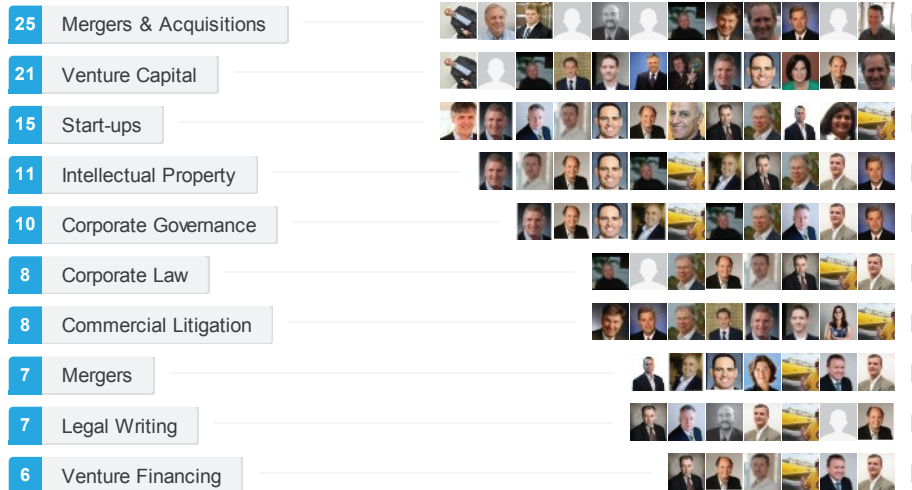 25 Mergers & Acquisitions
21 Venture Capital
15 Start-ups
11 Intellectual Property
10 Corporate Governance
8 Corporate Law
8 Commercial Litigation
7 Mergers
7 Legal Writing
6 Venture Financing